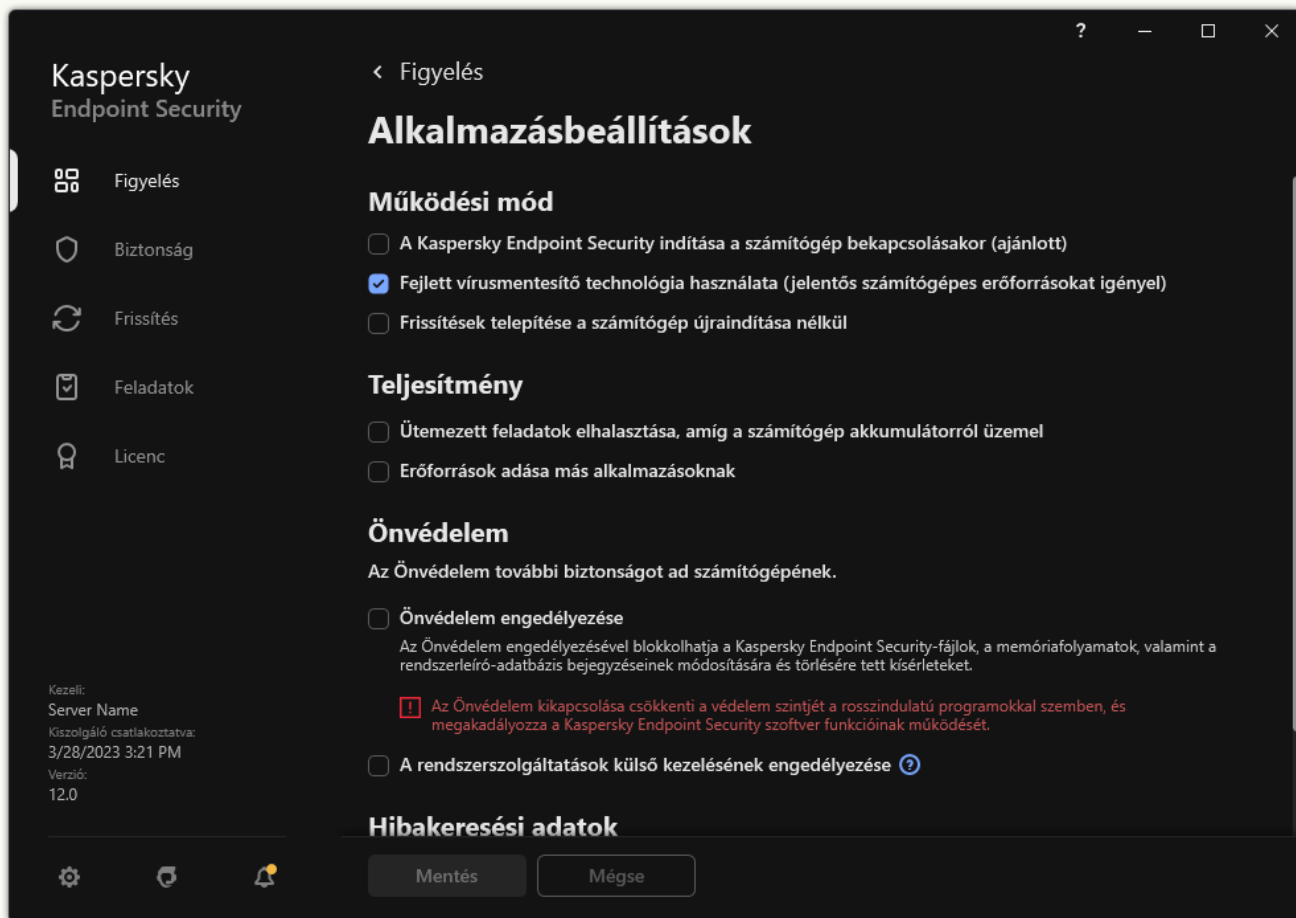 Kaspersky
Endpoint Security
Figyelés
Biztonság
Frissítés
Feladatok
Licenc
Kezeli:
Server Name
Kiszolgáló csatlakoztatva:
3/28/2023 3:21 PM
Verzió:
12.0
?
Figyelés
Alkalmazásbeállítások
Működési mód
A Kaspersky Endpoint Security indítása a számítógép bekapcsolásakor (ajánlott)
Fejlett vírusmentesítő technológia használata (jelentős számítógépes erőforrásokat igényel)
Frissítések telepítése a számítógép újraindítása nélkül
Teljesítmény
Ütemezett feladatok elhalasztása, amíg a számítógép akkumulátorról üzemel
Erőforrások adása más alkalmazásoknak
Önvédelem
Az Önvédelem további biztonságot ad számítógépének.
Önvédelem engedélyezése
Az Önvédelem engedélyezésével blokkolhatja a Kaspersky Endpoint Security-fájlok, a memóriafolyamatok, valamint a
rendszerleíró-adatbázis bejegyzéseinek módosítására és törlésére tett kísérleteket.
! Az Önvédelem kikapcsolása csökkenti a védelem szintjét a rosszindulatú programokkal szemben, és
megakadályozza a Kaspersky Endpoint Security szoftver funkcióinak működését.
A rendszerszolgáltatások külső kezelésének engedélyezése ?
Hibakeresési adatok
Mentés
Mégse